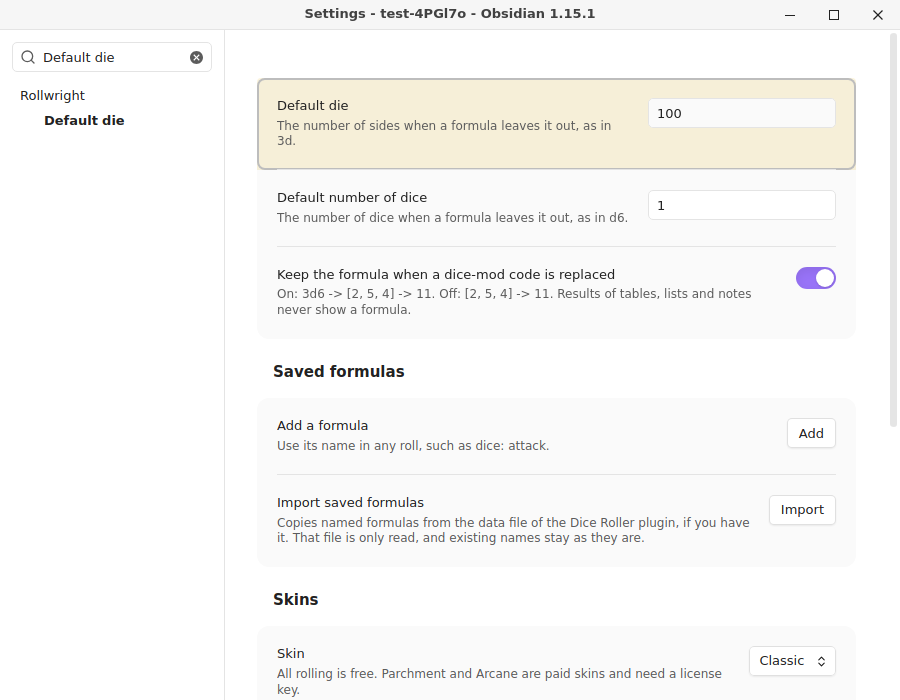 Settings - test-4PGl7o - Obsidian 1.15.1
Default die
Rollwright
Default die
Default die
The number of sides when a formula leaves it out, as in
3d.
100
Default number of dice
The number of dice when a formula leaves it out, as in d6.
1
Keep the formula when a dice-mod code is replaced
On: 3d6 -> [2, 5, 4] -> 11. Off: [2, 5, 4] -> 11. Results of tables, lists and notes
never show a formula.
Saved formulas
Add a formula
Use its name in any roll, such as dice: attack.
Add
Import saved formulas
Copies named formulas from the data file of the Dice Roller plugin, if you have
it. That file is only read, and existing names stay as they are.
Import
Skins
Skin
All rolling is free. Parchment and Arcane are paid skins and need a license
key.
Classic